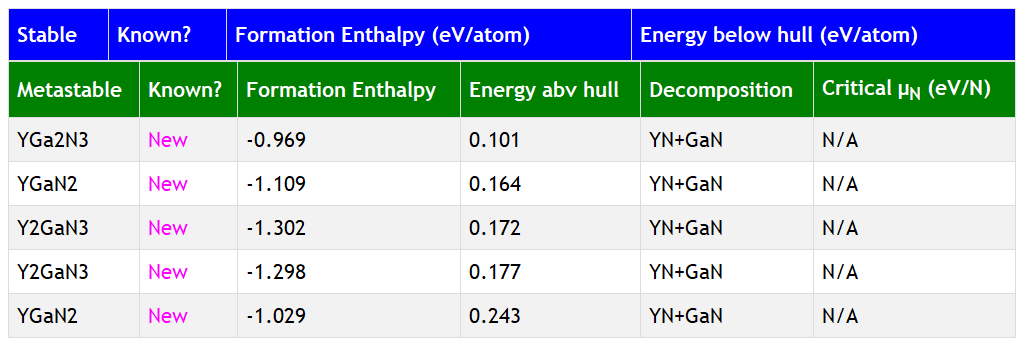 Stable Known? Formation Enthalpy (eV/atom) Energy below hull (eV/atom)
Metastable Known? Formation Enthalpy Energy abv hull Decomposition Critical μN (eV/N)
YGa2N3 New -0.969 0.101 YN+GaN N/A
YGaN2 New -1.109 0.164 YN+GaN N/A
Y2GaN3 New -1.302 0.172 YN+GaN N/A
Y2GaN3 New -1.298 0.177 YN+GaN N/A
YGaN2 New -1.029 0.243 YN+GaN N/A